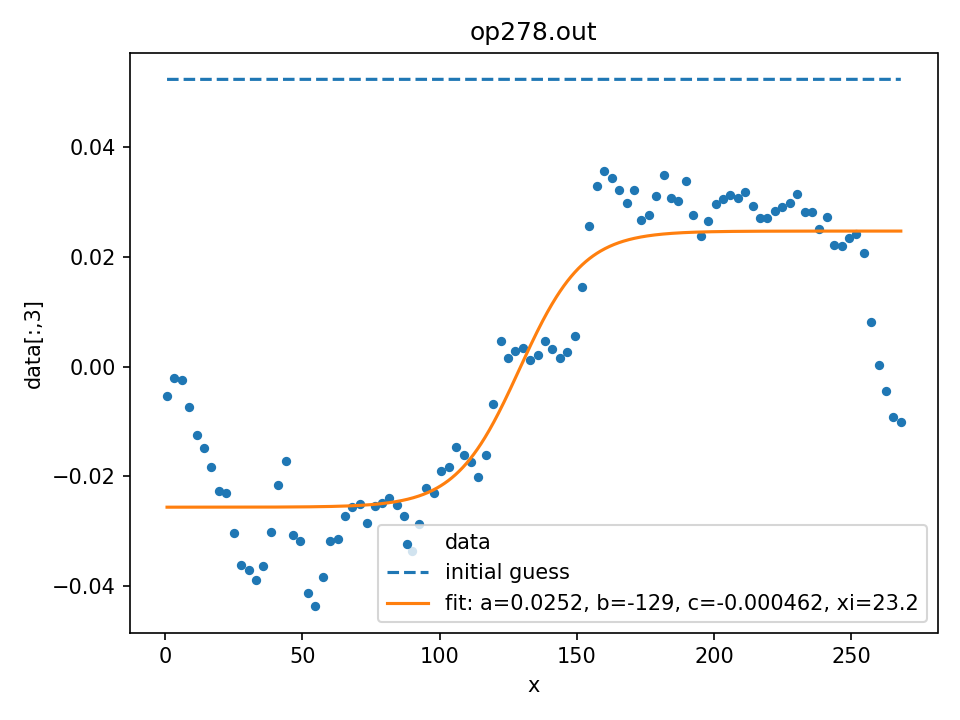 op278.out
data[:,3]
0.04
0.02
0.00
−0.02
−0.04
data
initial guess
fit: a=0.0252, b=-129, c=-0.000462, xi=23.2
0 50 100 150 200 250
x